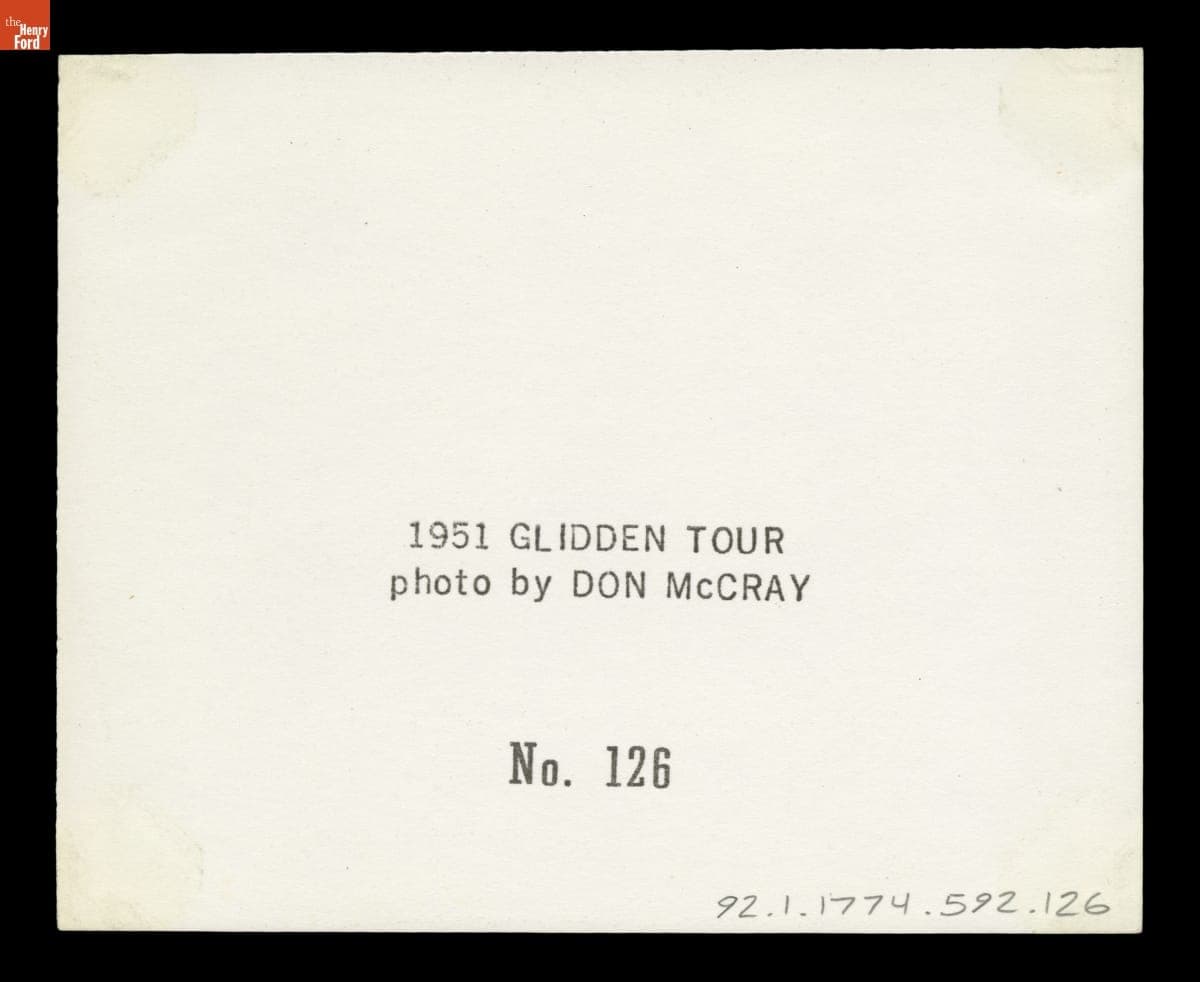 the
Henry
Ford
1951 GLIDDEN TOUR
photo by DON McCRAY
No. 126
92.1.1774.592.126